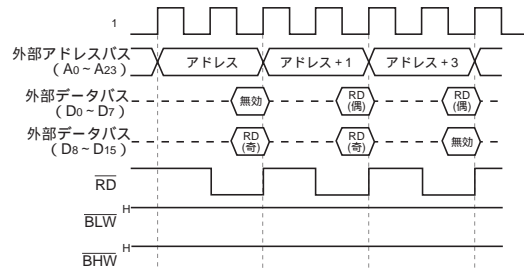 1
外部アドレスバス
(A0~A23)
アドレス アドレス+1 アドレス+3
外部データバス
(D0~D7)
無効 RD(偶) RD(偶)
外部データバス
(D8~D15)
RD(奇) RD(奇) 無効
RD
BLW H
BHW H